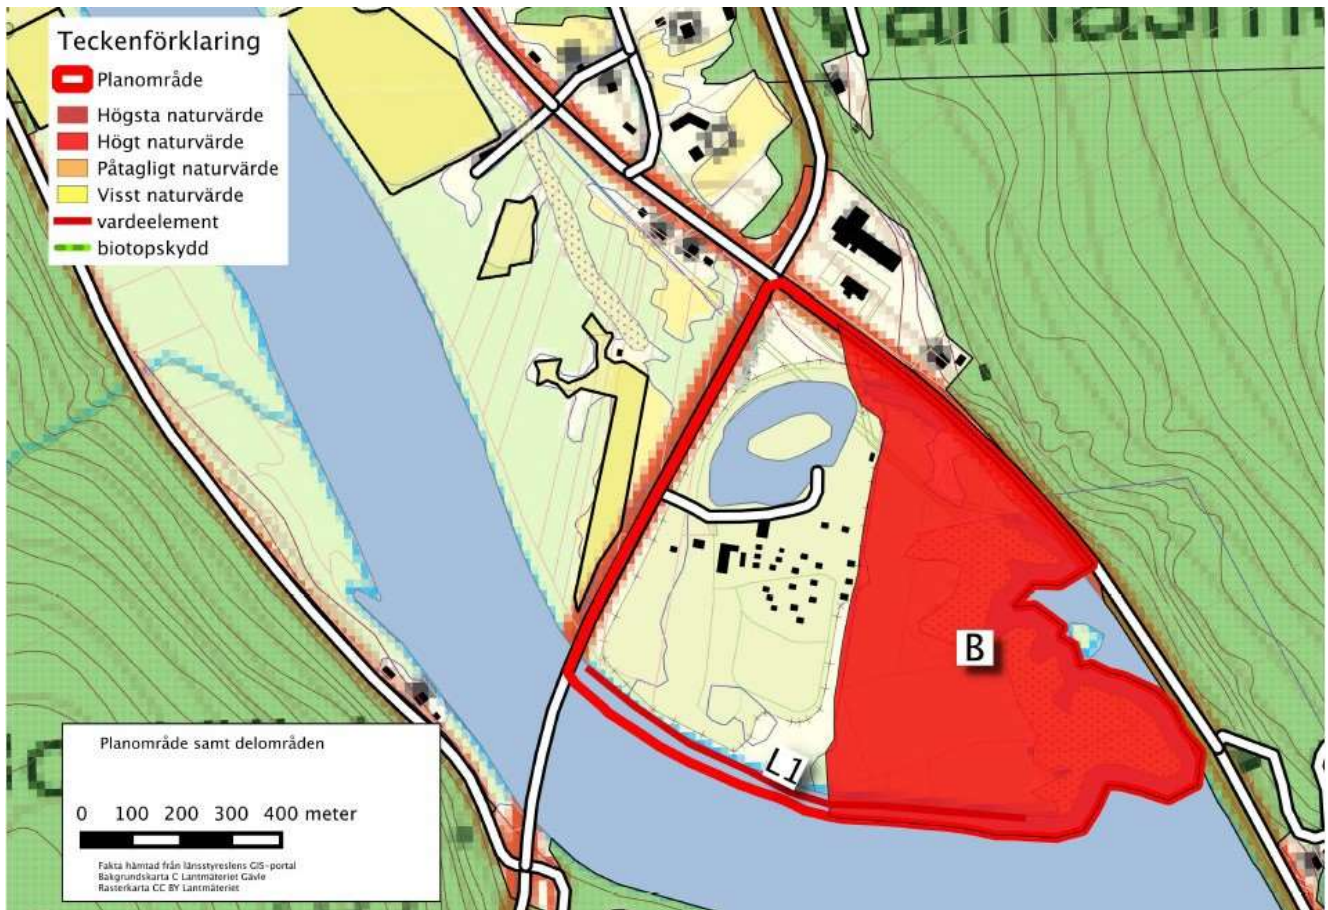 Teckenförklaring
Planområde
Högsta naturvärde
Högt naturvärde
Påtagligt naturvärde
Visst naturvärde
vardeelement
biotopskydd
B
L1
Planområde samt delområden
0 100 200 300 400 meter
Fakta hämtad från länsstyrelsens GIS-portal
Bakgrundskarta C Lantmäteriet Gävle
Rasterkarta CC BY Lantmäteriet